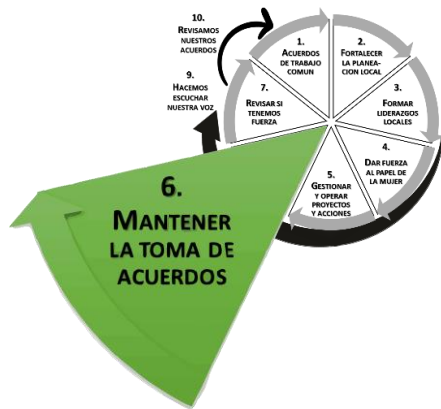 10.
REVISAMOS
NUESTROS
ACUERDOS
9.
HACEMOS
ESCUCHAR
NUESTRA VOZ
1.
ACUERDOS
DE TRABAJO
COMUN
2.
FORTALECER
LA PLANEA-
CION LOCAL
3.
FORMAR
LIDERAZGOS
LOCALES
4.
DAR FUERZA
AL PAPEL DE
LA MUJER
5.
GESTIONAR
Y OPERAR
PROYECTOS
Y ACCIONES
6.
MANTENER
LA TOMA DE
ACUERDOS
7.
REVISAR SI
TENEMOS
FUERZA